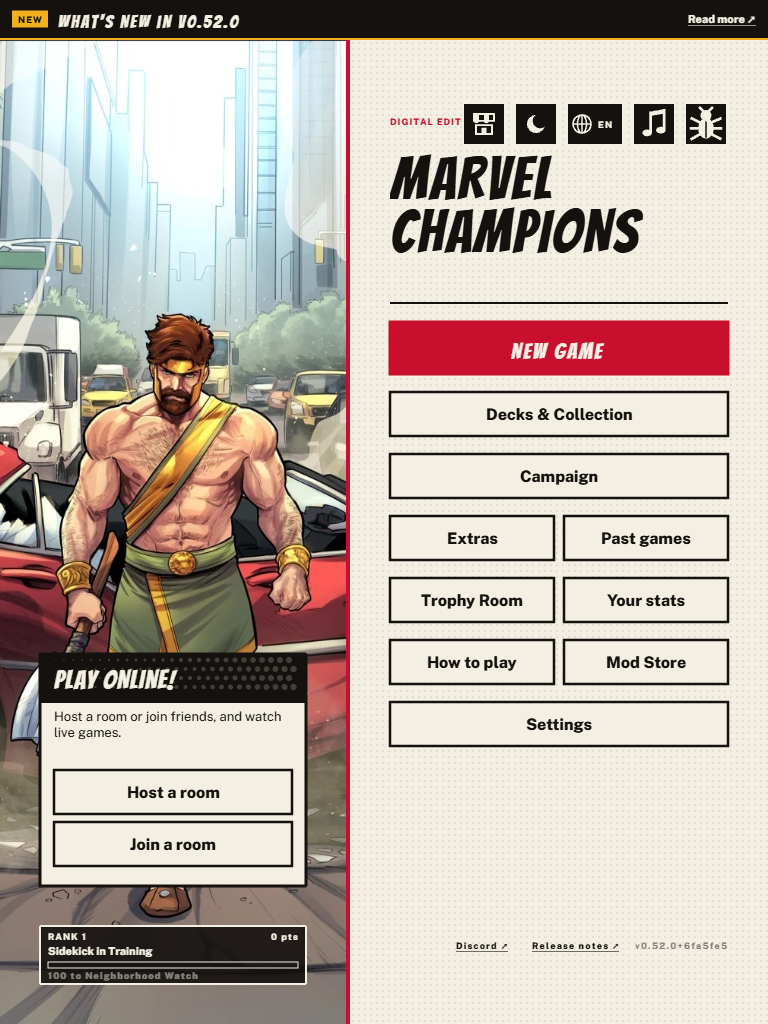 NEW WHAT'S NEW IN V0.52.0 Read more ↗
DIGITAL EDIT
EN
MARVEL
CHAMPIONS
NEW GAME
Decks & Collection
Campaign
Extras Past games
Trophy Room Your stats
How to play Mod Store
Settings
PLAY ONLINE!
Host a room or join friends, and watch
live games.
Host a room
Join a room
RANK 1 0 pts
Sidekick in Training
100 to Neighborhood Watch
Discord ↗ Release notes ↗ v0.52.0+6fa5fe5